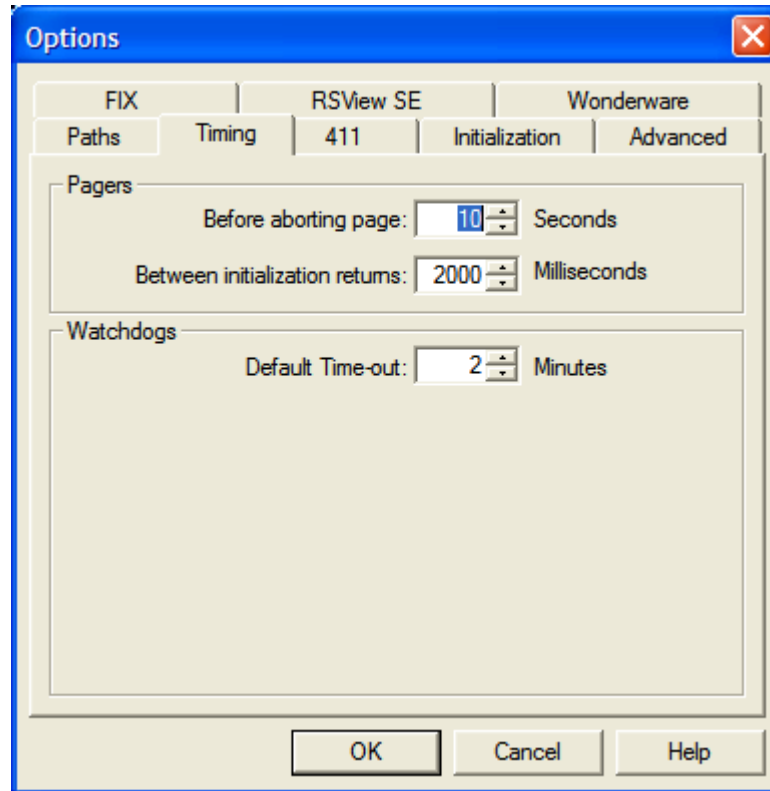 Options
FIX RSView SE Wonderware
Paths Timing 411 Initialization Advanced
Pagers
Before aborting page: 10 Seconds
Between initialization returns: 2000 Milliseconds
Watchdogs
Default Time-out: 2 Minutes
OK Cancel Help